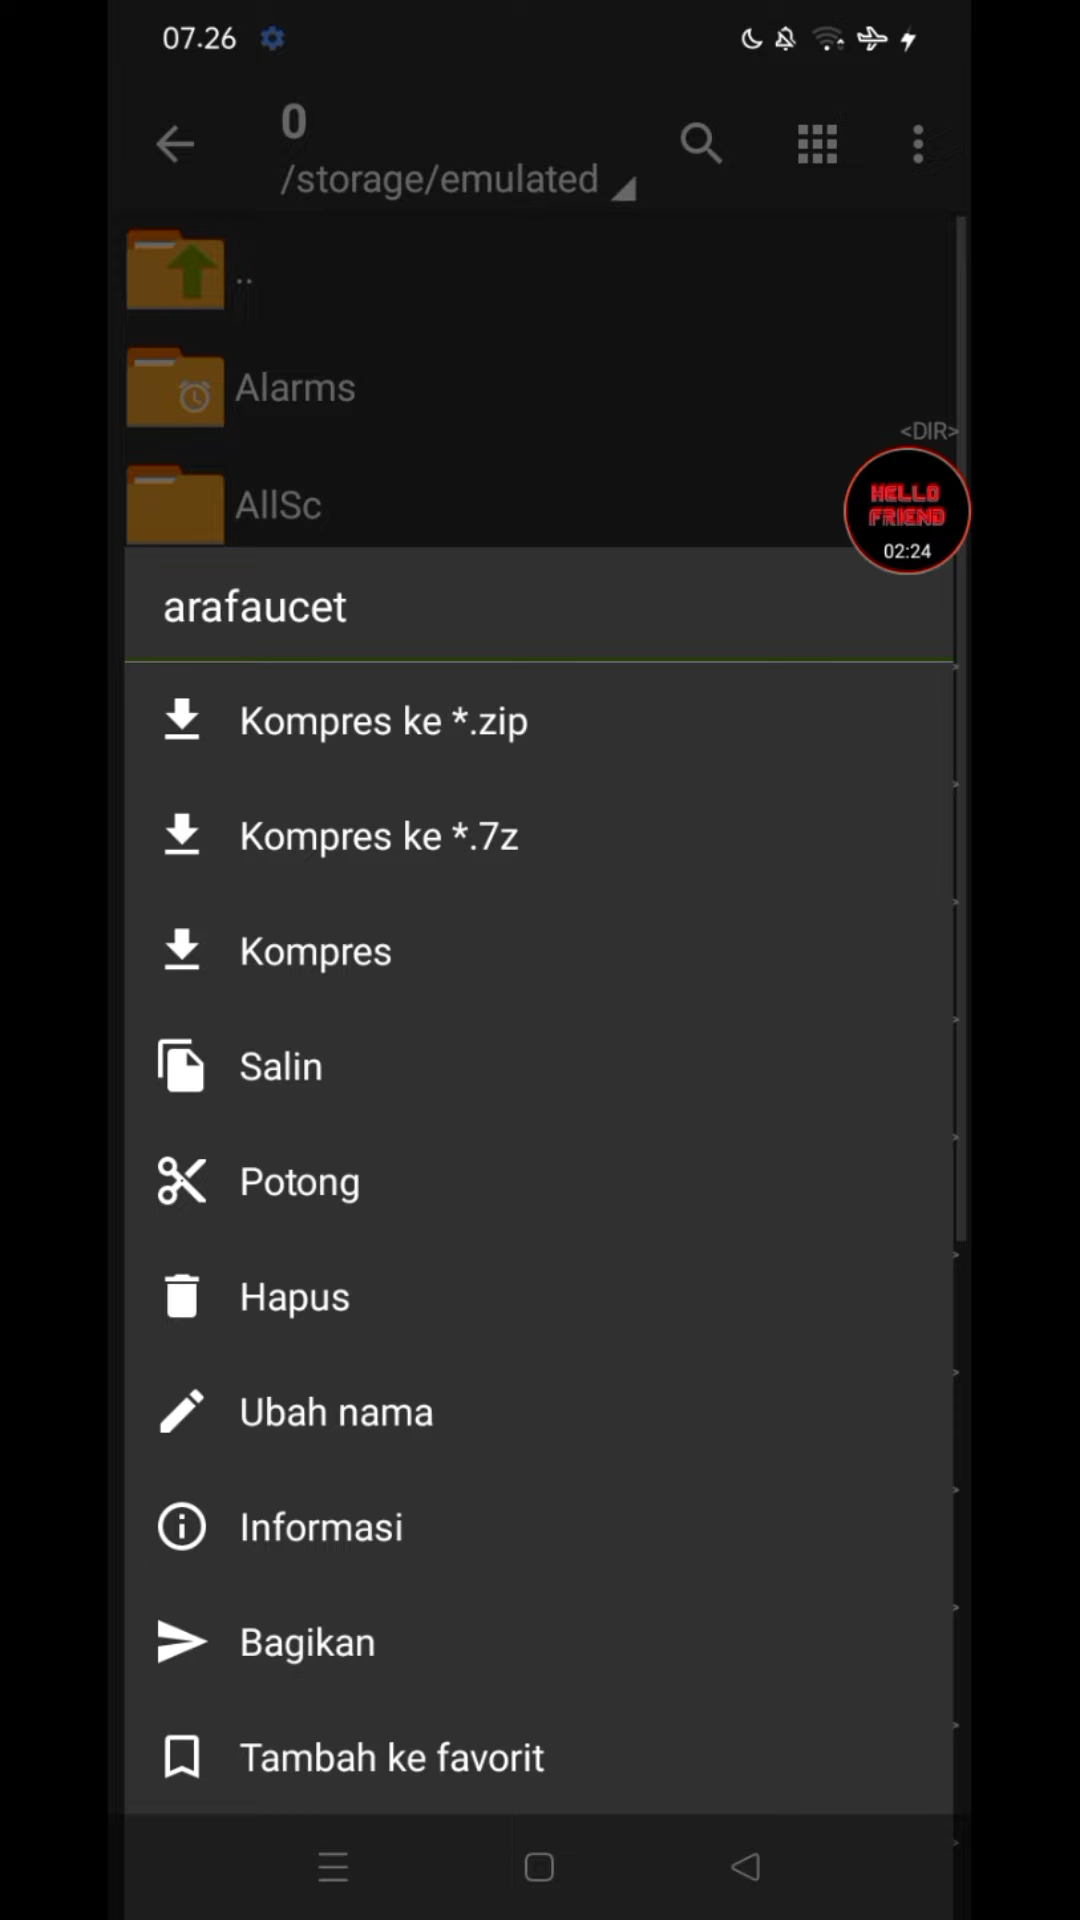 07.26
0
/storage/emulated
..
Alarms
<DIR>
AllSc
HELLO
FRIEND
02:24
arafaucet
Kompres ke *.zip
Kompres ke *.7z
Kompres
Salin
Potong
Hapus
Ubah nama
Informasi
Bagikan
Tambah ke favorit